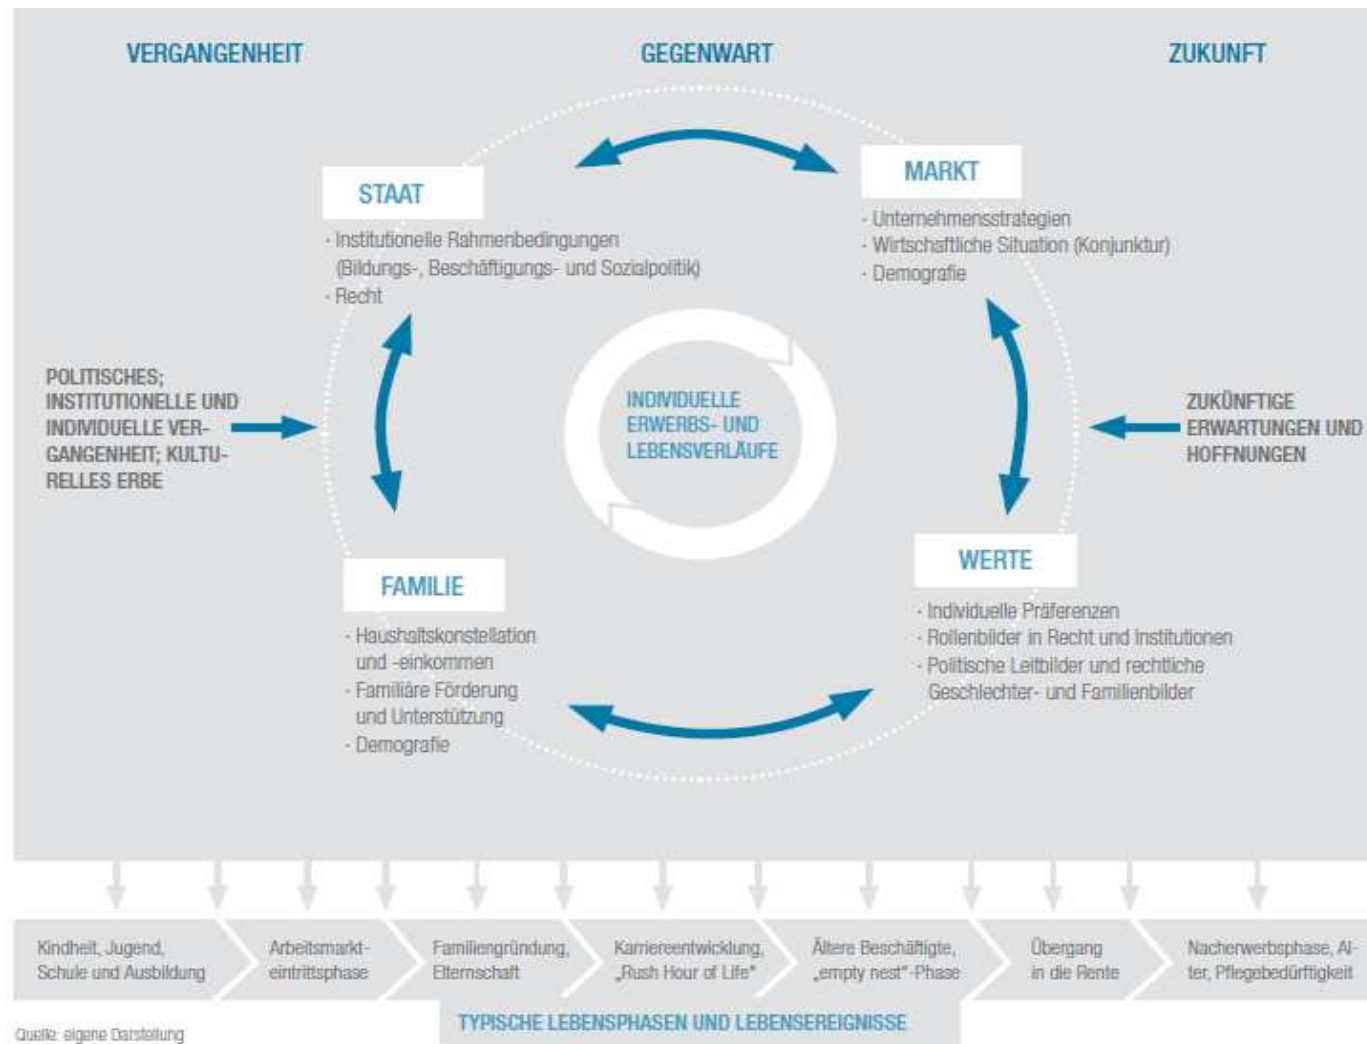 VERGANGENHEIT
GEGENWART
ZUKUNFT
STAAT
· Institutionelle Rahmenbedingungen
(Bildungs-, Beschäftigungs- und Sozialpolitik)
· Recht
MARKT
· Unternehmensstrategien
· Wirtschaftliche Situation (Konjunktur)
· Demografie
POLITISCHES;
INSTITUTIONELLE UND
INDIVIDUELLE VER-
GANGENHEIT; KULTU-
RELLES ERBE
INDIVIDUELLE
ERWERBS- UND
LEBENSVERLÄUFE
ZUKÜNFTIGE
ERWARTUNGEN UND
HOFFNUNGEN
FAMILIE
· Haushaltskonstellation
und -einkommen
· Familiäre Förderung
und Unterstützung
· Demografie
WERTE
· Individuelle Präferenzen
· Rollenbilder in Recht und Institutionen
· Politische Leitbilder und rechtliche
Geschlechter- und Familienbilder
Kindheit, Jugend,
Schule und Ausbildung
Arbeitsmarkt-
eintrittsphase
Familiengründung,
Elternschaft
Karriereentwicklung,
„Rush Hour of Life“
Ältere Beschäftigte,
„empty nest“-Phase
Übergang
in die Rente
Nacherwerbsphase, Al-
ter, Pflegebedürftigkeit
TYPISCHE LEBENSPHASEN UND LEBENSEREIGNISSE
Quelle: eigene Darstellung